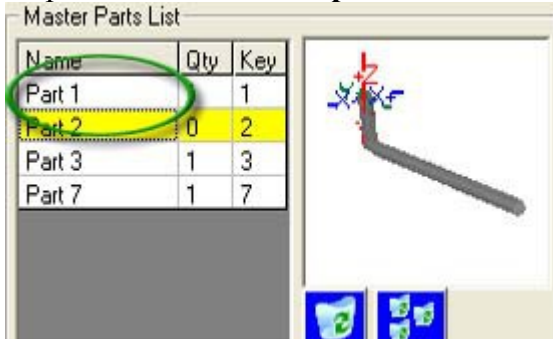 Master Parts List
Name Qty Key
Part 1 1
Part 2 0 2
Part 3 1 3
Part 7 1 7
Z